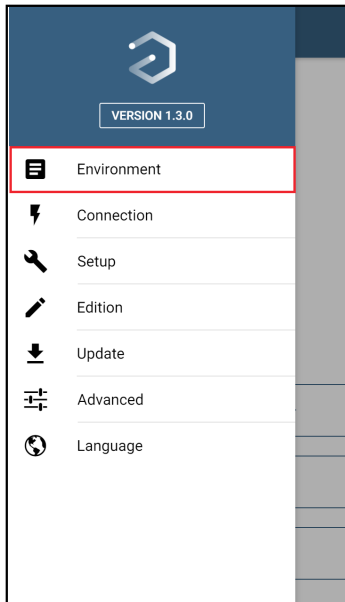 VERSION 1.3.0
Environment
Connection
Setup
Edition
Update
Advanced
Language